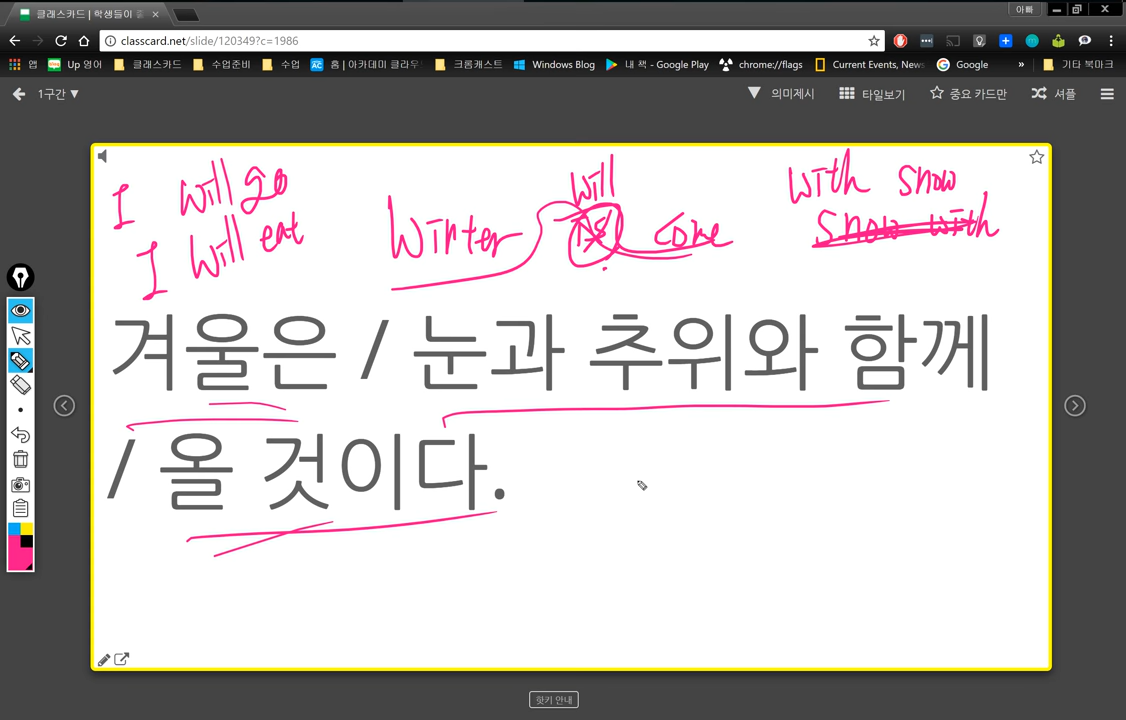 클래스카드 | 학생들이 즐
아빠
classcard.net/slide/120349?c=1986
앱 Up 영어 클래스카드 수업준비 수업 홈 | 아카데미 클라우 크롬캐스트 Windows Blog 내 책 - Google Play chrome://flags Current Events, News Google » 기타 북마크
1구간 ▼ 의미제시 타일보기 중요 카드만 셔플
I will go
I will eat
will
Winter is come
with snow
snow with
겨울은 / 눈과 추위와 함께
/ 올 것이다.
핫키 안내